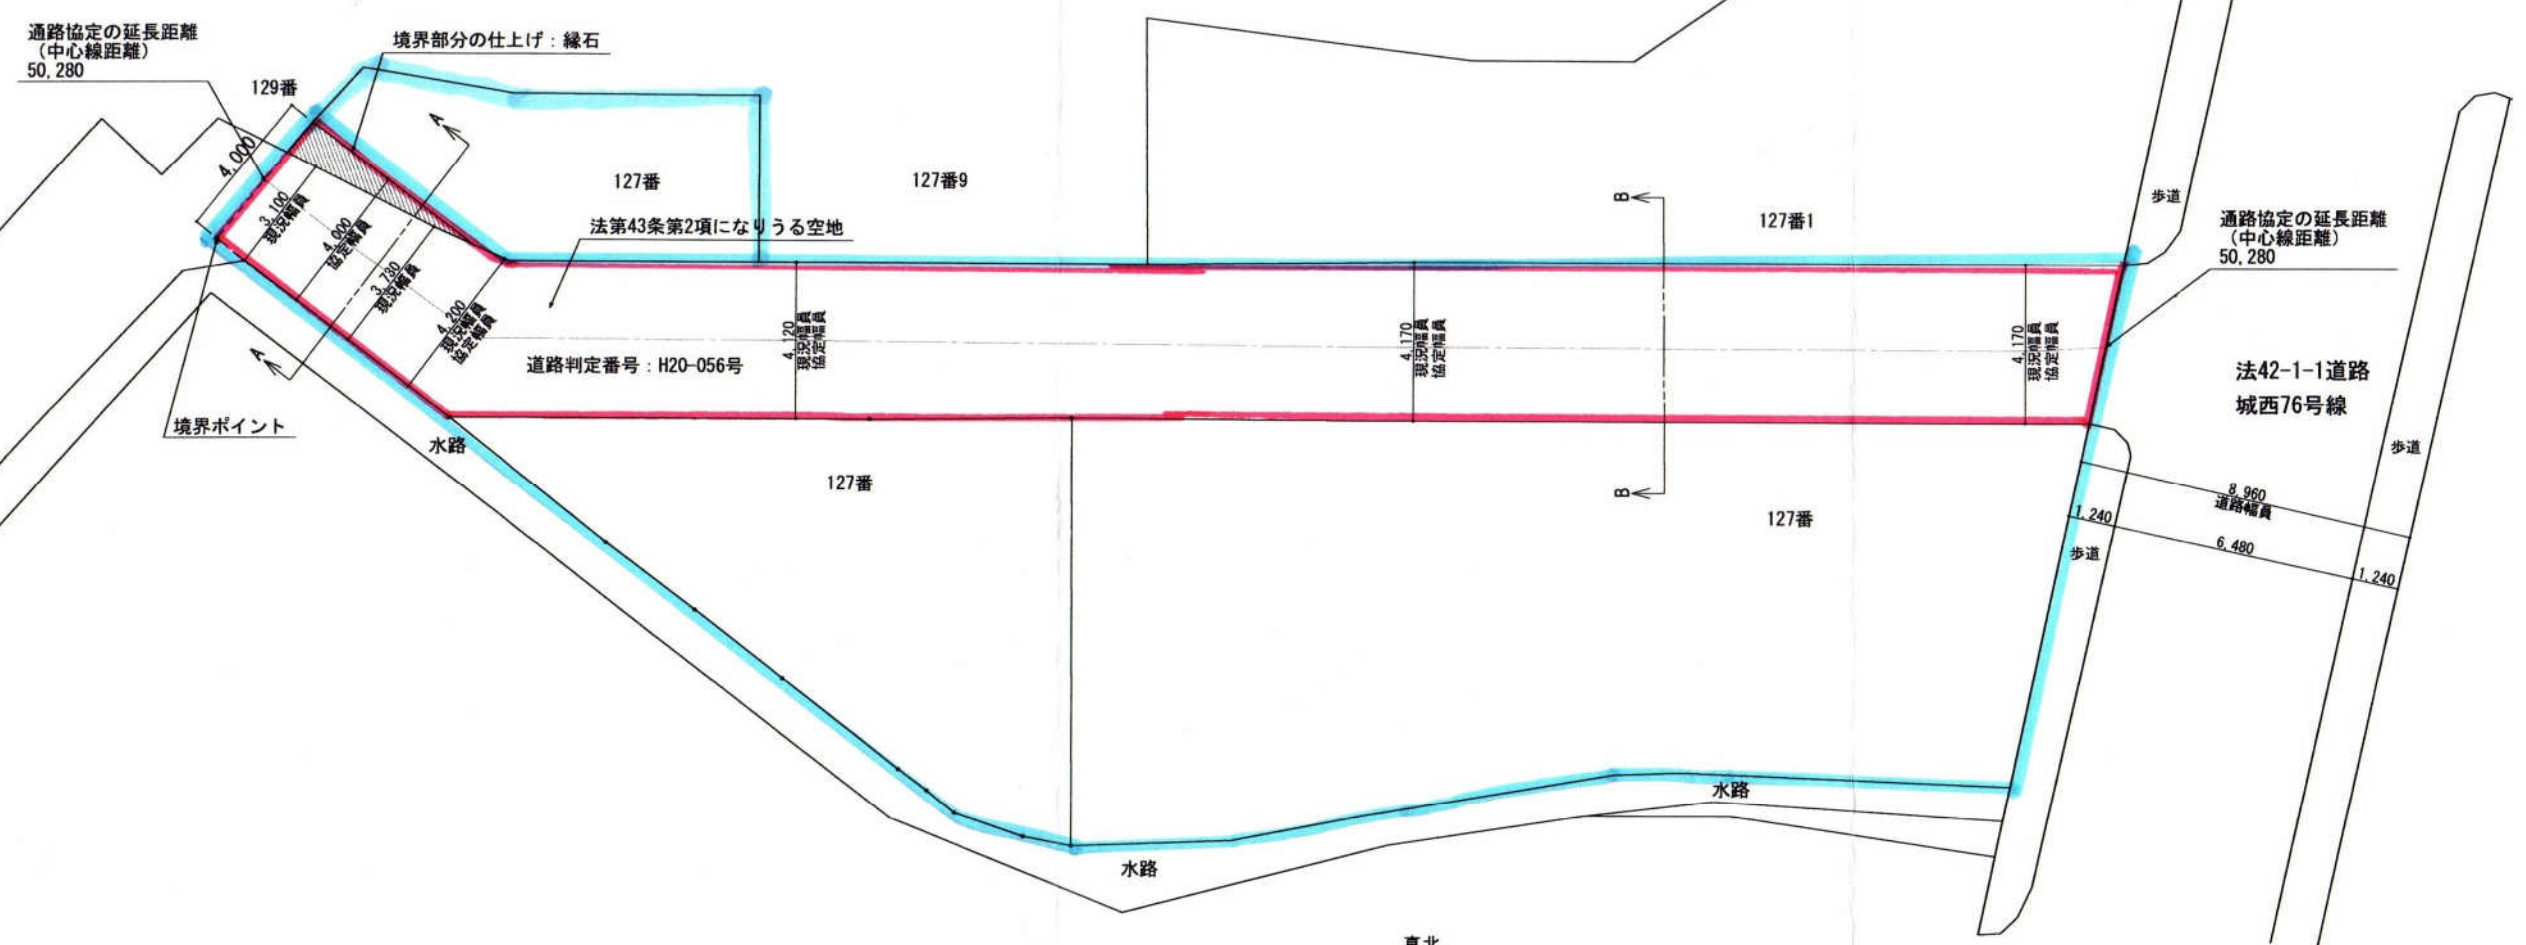 通路協定の延長距離
（中心線距離）
50,280
境界部分の仕上げ：縁石
129番
A
4,000
3,100
現況幅員
4,000
協定幅員
3,730
現況幅員
4,200
現況幅員
協定幅員
A
境界ポイント
水路
127番
127番9
法第43条第2項になりうる空地
道路判定番号：H20-056号
4,120
現況幅員
協定幅員
4,170
現況幅員
協定幅員
B
B
127番1
4,170
現況幅員
協定幅員
歩道
通路協定の延長距離
（中心線距離）
50,280
法42-1-1道路
城西76号線
歩道
8,960
道路幅員
1,240
6,480
1,240
歩道
127番
127番
水路
水路
真北